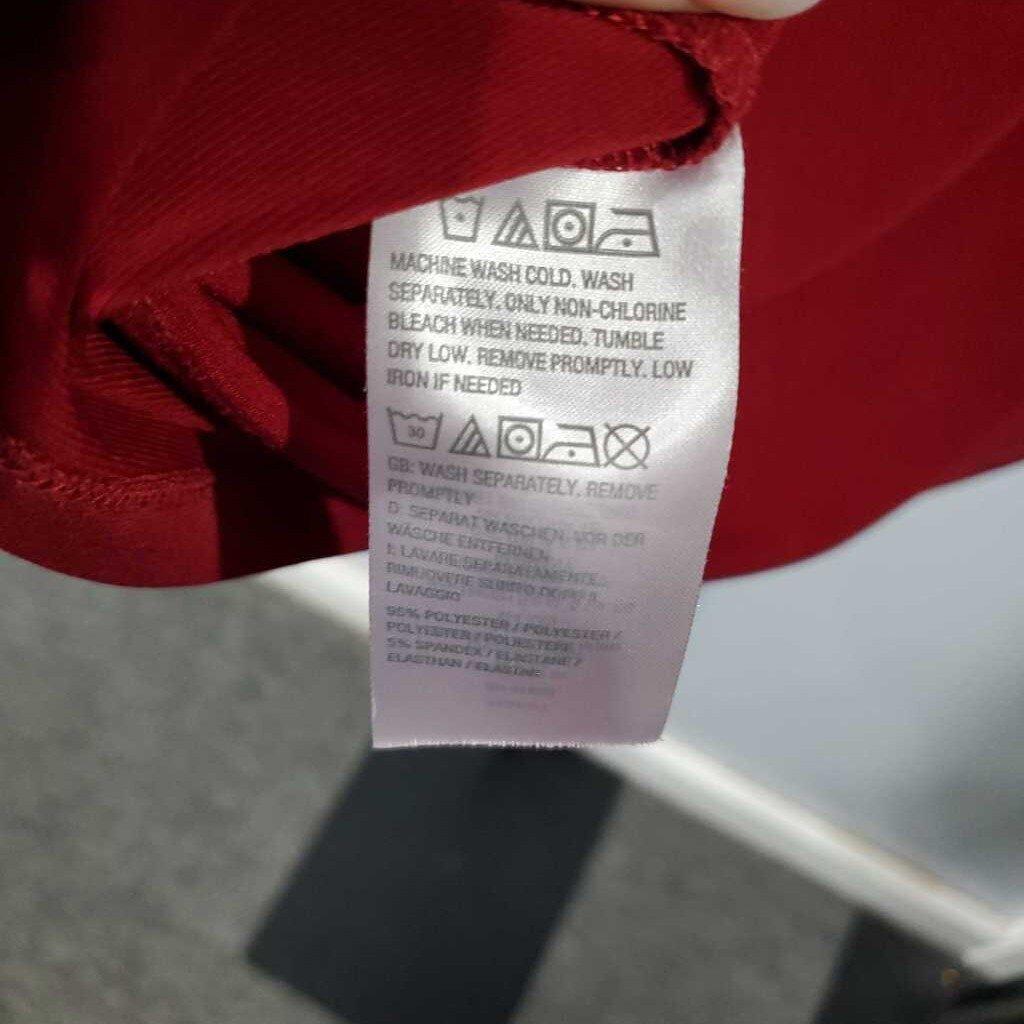 MACHINE WASH COLD. WASH
SEPARATELY. ONLY NON-CHLORINE
BLEACH WHEN NEEDED. TUMBLE
DRY LOW. REMOVE PROMPTLY. LOW
IRON IF NEEDED
30
GB: WASH SEPARATELY. REMOVE
PROMPTLY
D: SEPARAT WASCHEN. VOR DER
WÄSCHE ENTFERNEN
I: LAVARE SEPARATAMENTE.
RIMUOVERE SUBITO DOPO IL
LAVAGGIO
95% POLYESTER / POLYESTER /
POLYESTER / POLIESTERE
5% SPANDEX / ELASTANE /
ELASTHAN / ELASTINE